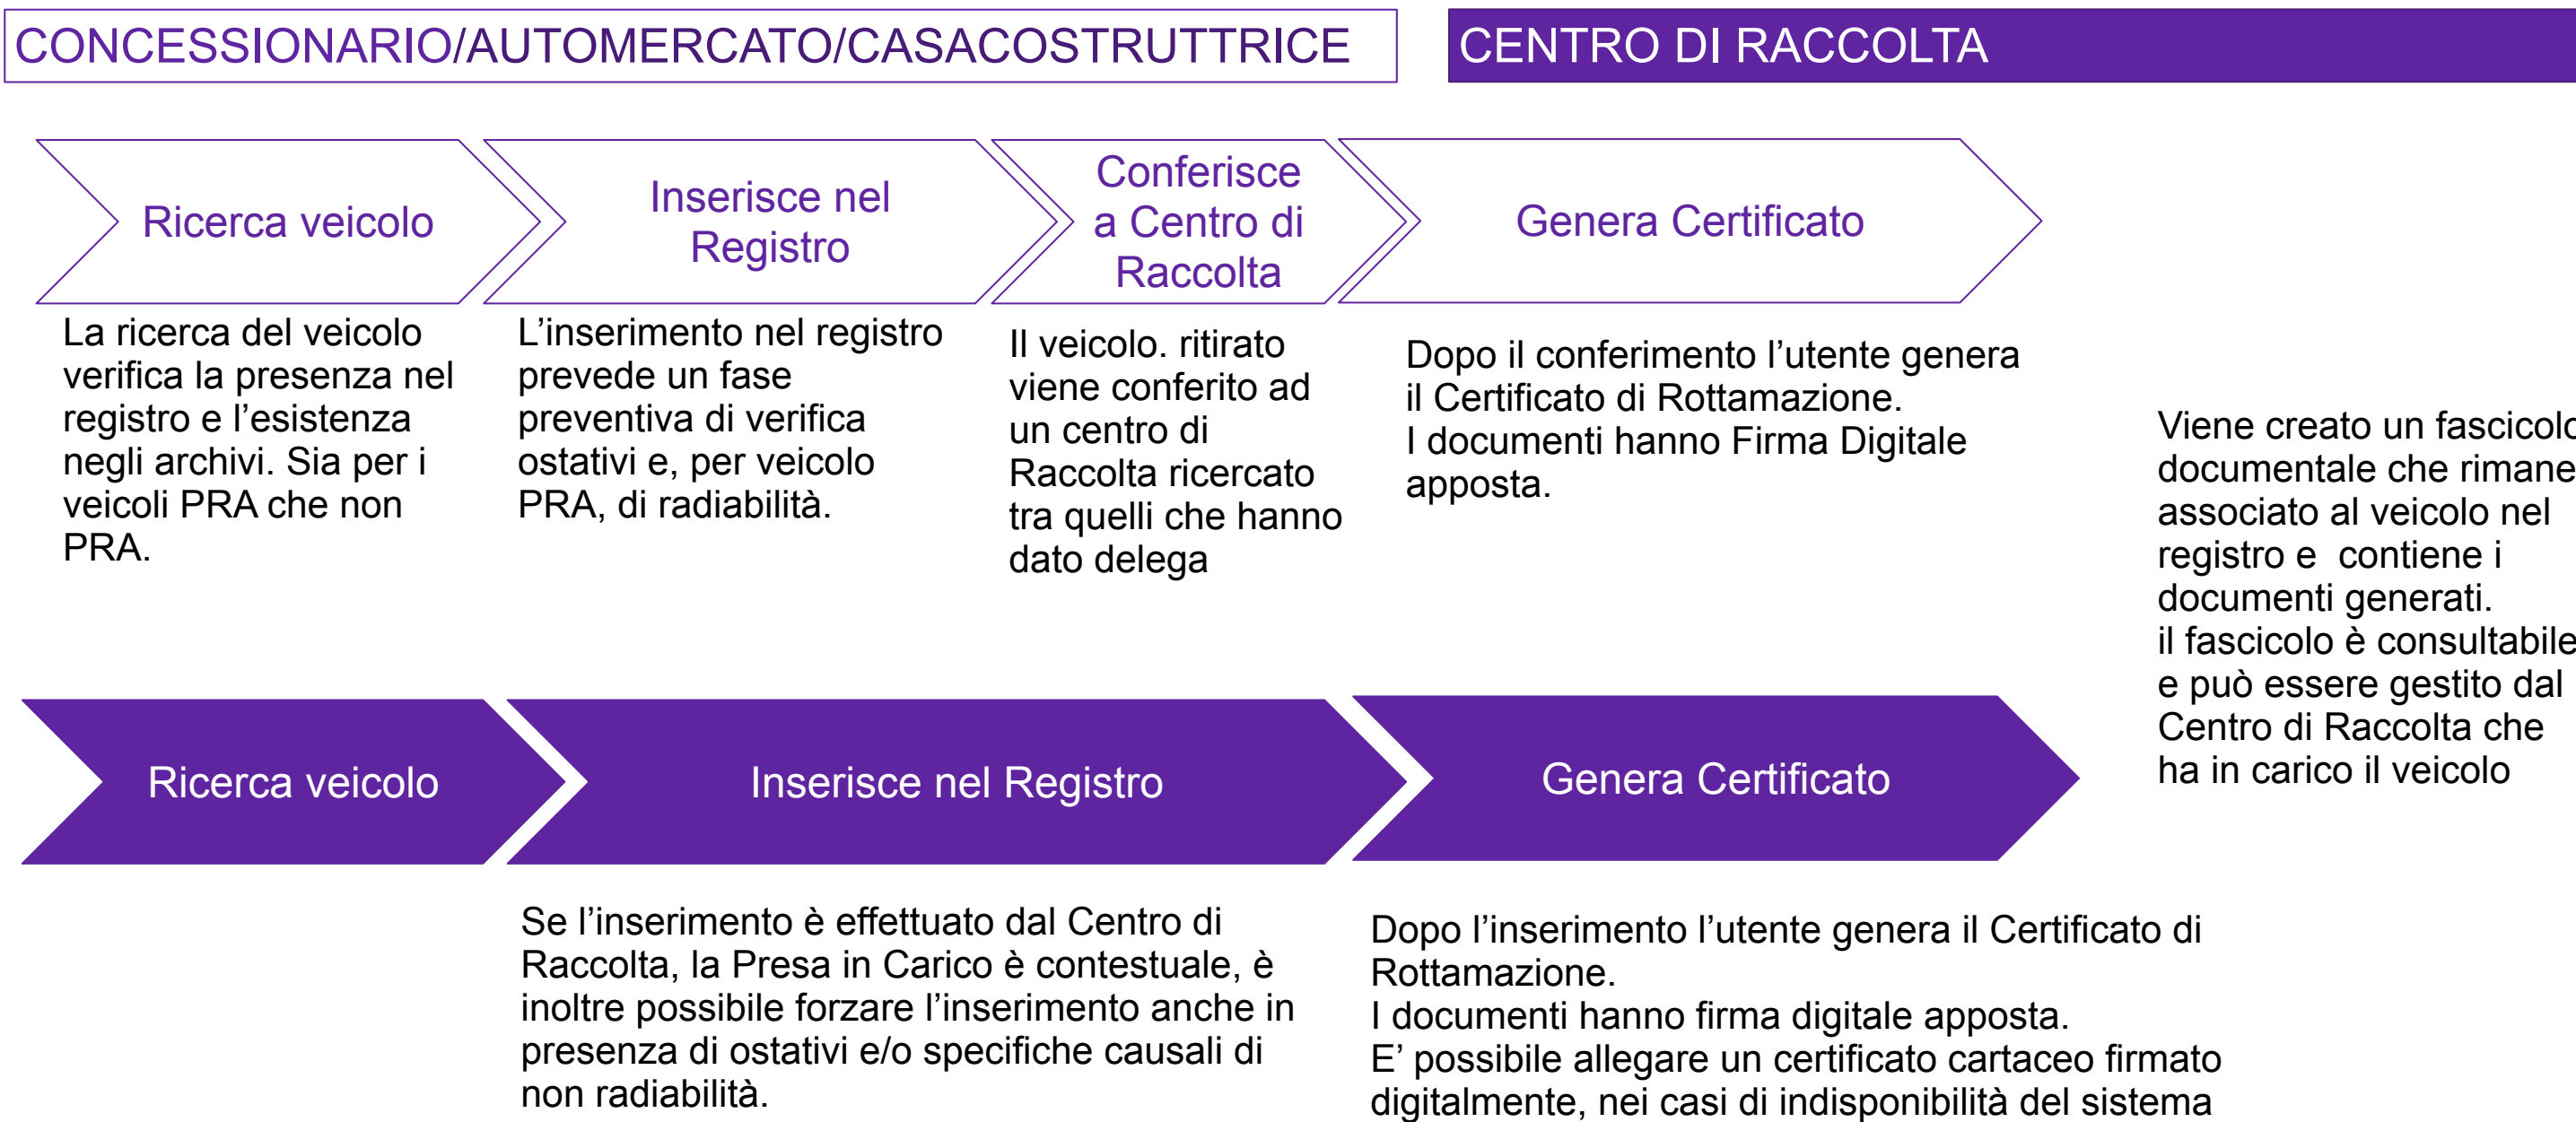 CONCESSIONARIO/AUTOMERCATO/CASACOSTRUTTRICE
CENTRO DI RACCOLTA
Ricerca veicolo
Inserisce nel
Registro
Conferisce
a Centro di
Raccolta
Genera Certificato
La ricerca del veicolo
verifica la presenza nel
registro e l’esistenza
negli archivi. Sia per i
veicoli PRA che non
PRA.
L’inserimento nel registro
prevede un fase
preventiva di verifica
ostativi e, per veicolo
PRA, di radiabilità.
Il veicolo. ritirato
viene conferito ad
un centro di
Raccolta ricercato
tra quelli che hanno
dato delega
Dopo il conferimento l’utente genera
il Certificato di Rottamazione.
I documenti hanno Firma Digitale
apposta.
Viene creato un fascicolo
documentale che rimane
associato al veicolo nel
registro e  contiene i
documenti generati.
il fascicolo è consultabile
e può essere gestito dal
Centro di Raccolta che
ha in carico il veicolo
Ricerca veicolo
Inserisce nel Registro
Genera Certificato
Se l’inserimento è effettuato dal Centro di
Raccolta, la Presa in Carico è contestuale, è
inoltre possibile forzare l’inserimento anche in
presenza di ostativi e/o specifiche causali di
non radiabilità.
Dopo l’inserimento l’utente genera il Certificato di
Rottamazione.
I documenti hanno firma digitale apposta.
E’ possibile allegare un certificato cartaceo firmato
digitalmente, nei casi di indisponibilità del sistema